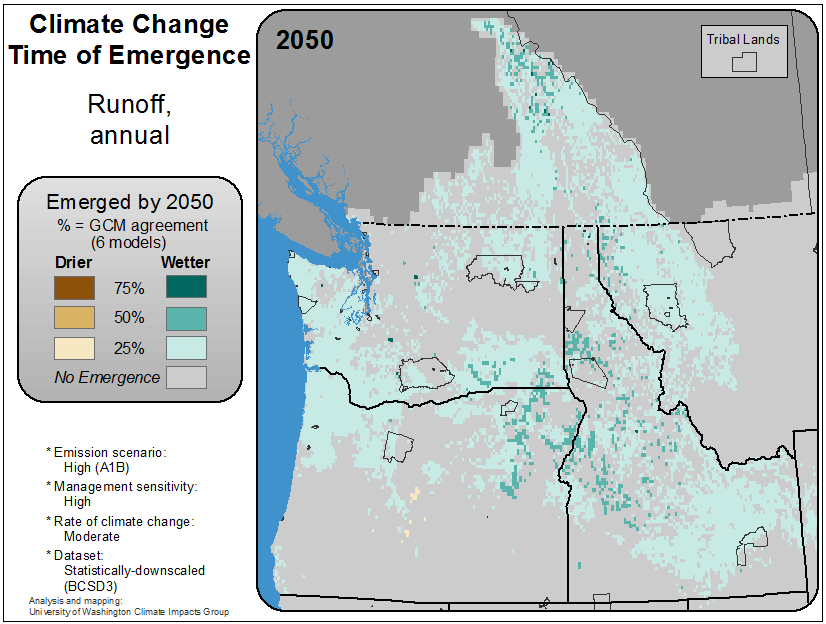 Climate Change
Time of Emergence
Runoff,
annual
Emerged by 2050
% = GCM agreement
(6 models)
Drier Wetter
75%
50%
25%
No Emergence
* Emission scenario:
High (A1B)
* Management sensitivity:
High
* Rate of climate change:
Moderate
* Dataset:
Statistically-downscaled
(BCSD3)
Analysis and mapping:
University of Washington Climate Impacts Group
2050
Tribal Lands